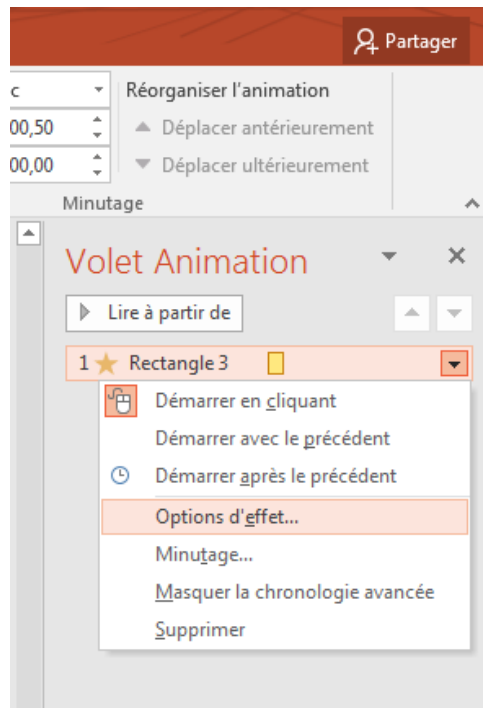 Partager
c
Réorganiser l'animation
00,50
Déplacer antérieurement
00,00
Déplacer ultérieurement
Minutage
Volet Animation
Lire à partir de
1 Rectangle 3
Démarrer en cliquant
Démarrer avec le précédent
Démarrer après le précédent
Options d'effet...
Minutage...
Masquer la chronologie avancée
Supprimer